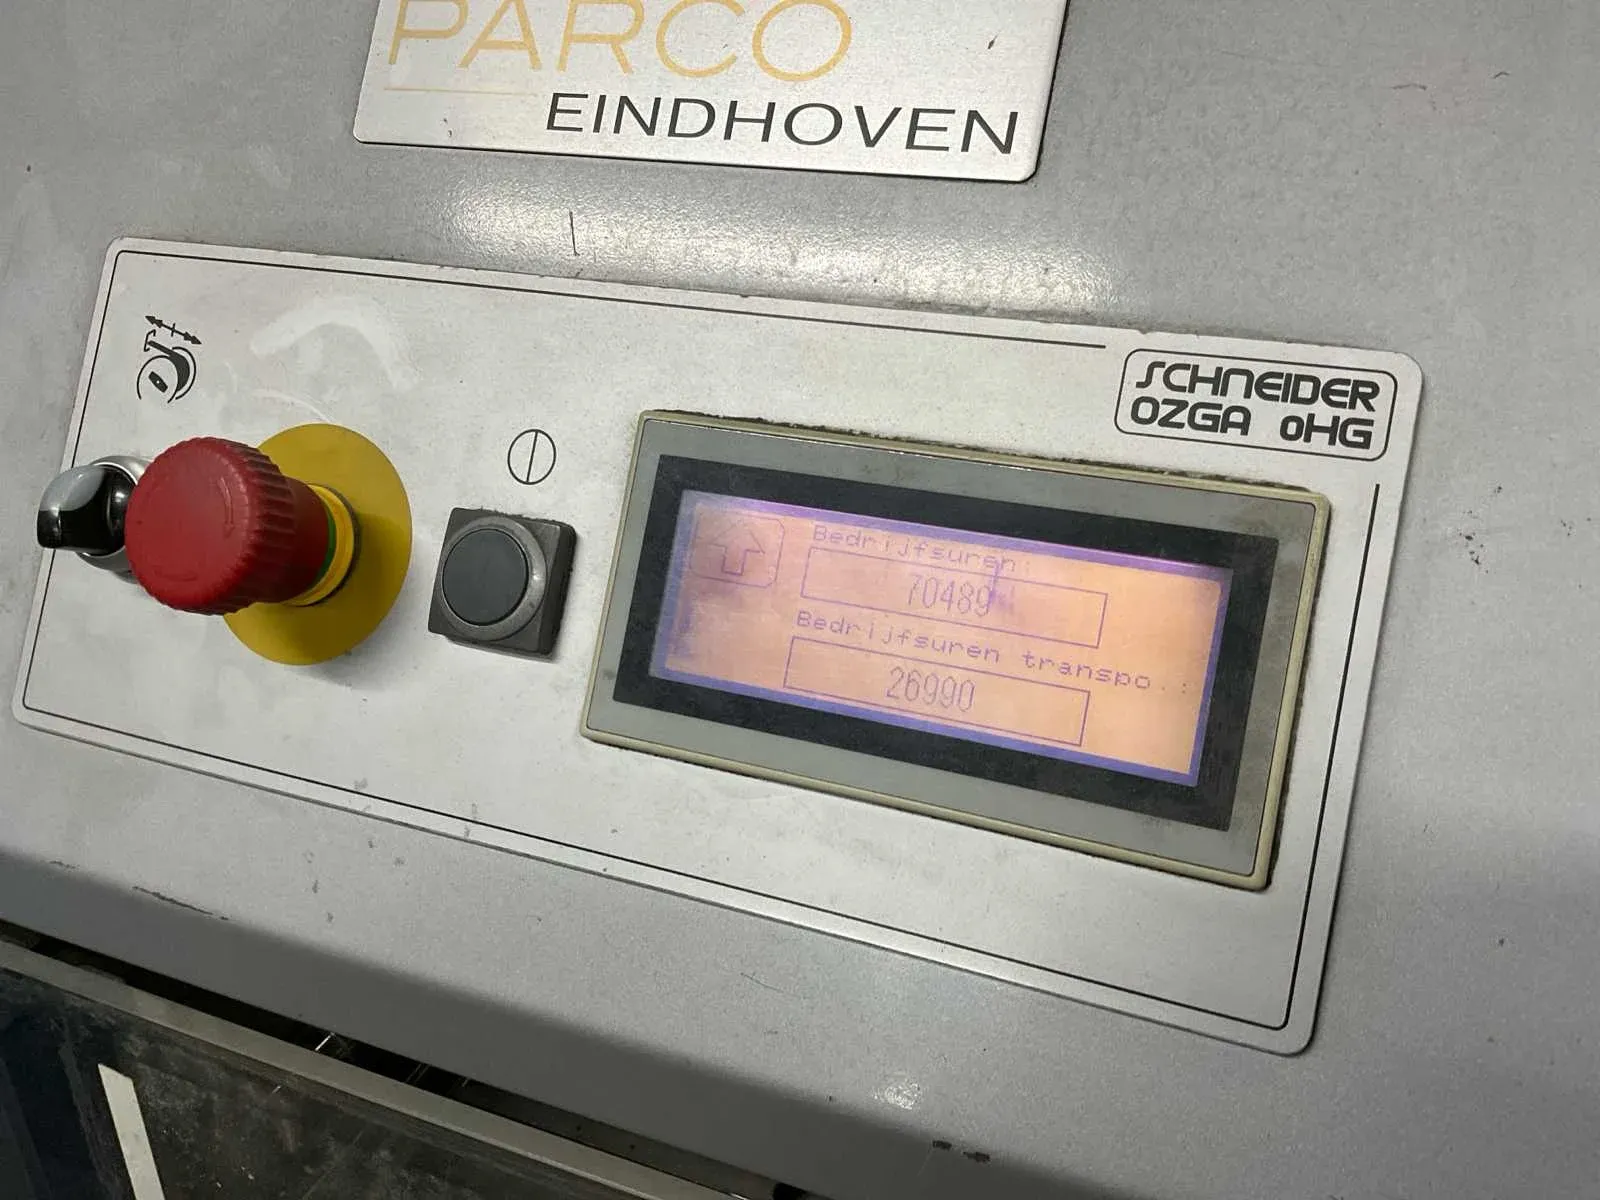 PARCO
EINDHOVEN
SCHNEIDER
OZGA oHG
Bedrijfsuren:
70489
Bedrijfsuren transpo.:
26990